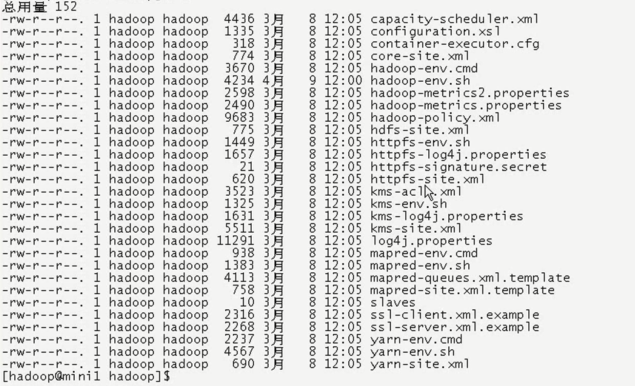 总用量 152
-rw-r--r--. 1 hadoop hadoop 4436 3月 8 12:05 capacity-scheduler.xml
-rw-r--r--. 1 hadoop hadoop 1335 3月 8 12:05 configuration.xsl
-rw-r--r--. 1 hadoop hadoop 318 3月 8 12:05 container-executor.cfg
-rw-r--r--. 1 hadoop hadoop 774 3月 8 12:05 core-site.xml
-rw-r--r--. 1 hadoop hadoop 3670 3月 8 12:05 hadoop-env.cmd
-rw-r--r--. 1 hadoop hadoop 4234 4月 9 12:00 hadoop-env.sh
-rw-r--r--. 1 hadoop hadoop 2598 3月 8 12:05 hadoop-metrics2.properties
-rw-r--r--. 1 hadoop hadoop 2490 3月 8 12:05 hadoop-metrics.properties
-rw-r--r--. 1 hadoop hadoop 9683 3月 8 12:05 hadoop-policy.xml
-rw-r--r--. 1 hadoop hadoop 775 3月 8 12:05 hdfs-site.xml
-rw-r--r--. 1 hadoop hadoop 1449 3月 8 12:05 httpfs-env.sh
-rw-r--r--. 1 hadoop hadoop 1657 3月 8 12:05 httpfs-log4j.properties
-rw-r--r--. 1 hadoop hadoop 21 3月 8 12:05 httpfs-signature.secret
-rw-r--r--. 1 hadoop hadoop 620 3月 8 12:05 httpfs-site.xml
-rw-r--r--. 1 hadoop hadoop 3523 3月 8 12:05 kms-acls.xml
-rw-r--r--. 1 hadoop hadoop 1325 3月 8 12:05 kms-env.sh
-rw-r--r--. 1 hadoop hadoop 1631 3月 8 12:05 kms-log4j.properties
-rw-r--r--. 1 hadoop hadoop 5511 3月 8 12:05 kms-site.xml
-rw-r--r--. 1 hadoop hadoop 11291 3月 8 12:05 log4j.properties
-rw-r--r--. 1 hadoop hadoop 938 3月 8 12:05 mapred-env.cmd
-rw-r--r--. 1 hadoop hadoop 1383 3月 8 12:05 mapred-env.sh
-rw-r--r--. 1 hadoop hadoop 4113 3月 8 12:05 mapred-queues.xml.template
-rw-r--r--. 1 hadoop hadoop 758 3月 8 12:05 mapred-site.xml.template
-rw-r--r--. 1 hadoop hadoop 10 3月 8 12:05 slaves
-rw-r--r--. 1 hadoop hadoop 2316 3月 8 12:05 ssl-client.xml.example
-rw-r--r--. 1 hadoop hadoop 2268 3月 8 12:05 ssl-server.xml.example
-rw-r--r--. 1 hadoop hadoop 2237 3月 8 12:05 yarn-env.cmd
-rw-r--r--. 1 hadoop hadoop 4567 3月 8 12:05 yarn-env.sh
-rw-r--r--. 1 hadoop hadoop 690 3月 8 12:05 yarn-site.xml
[hadoop@mini1 hadoop]$